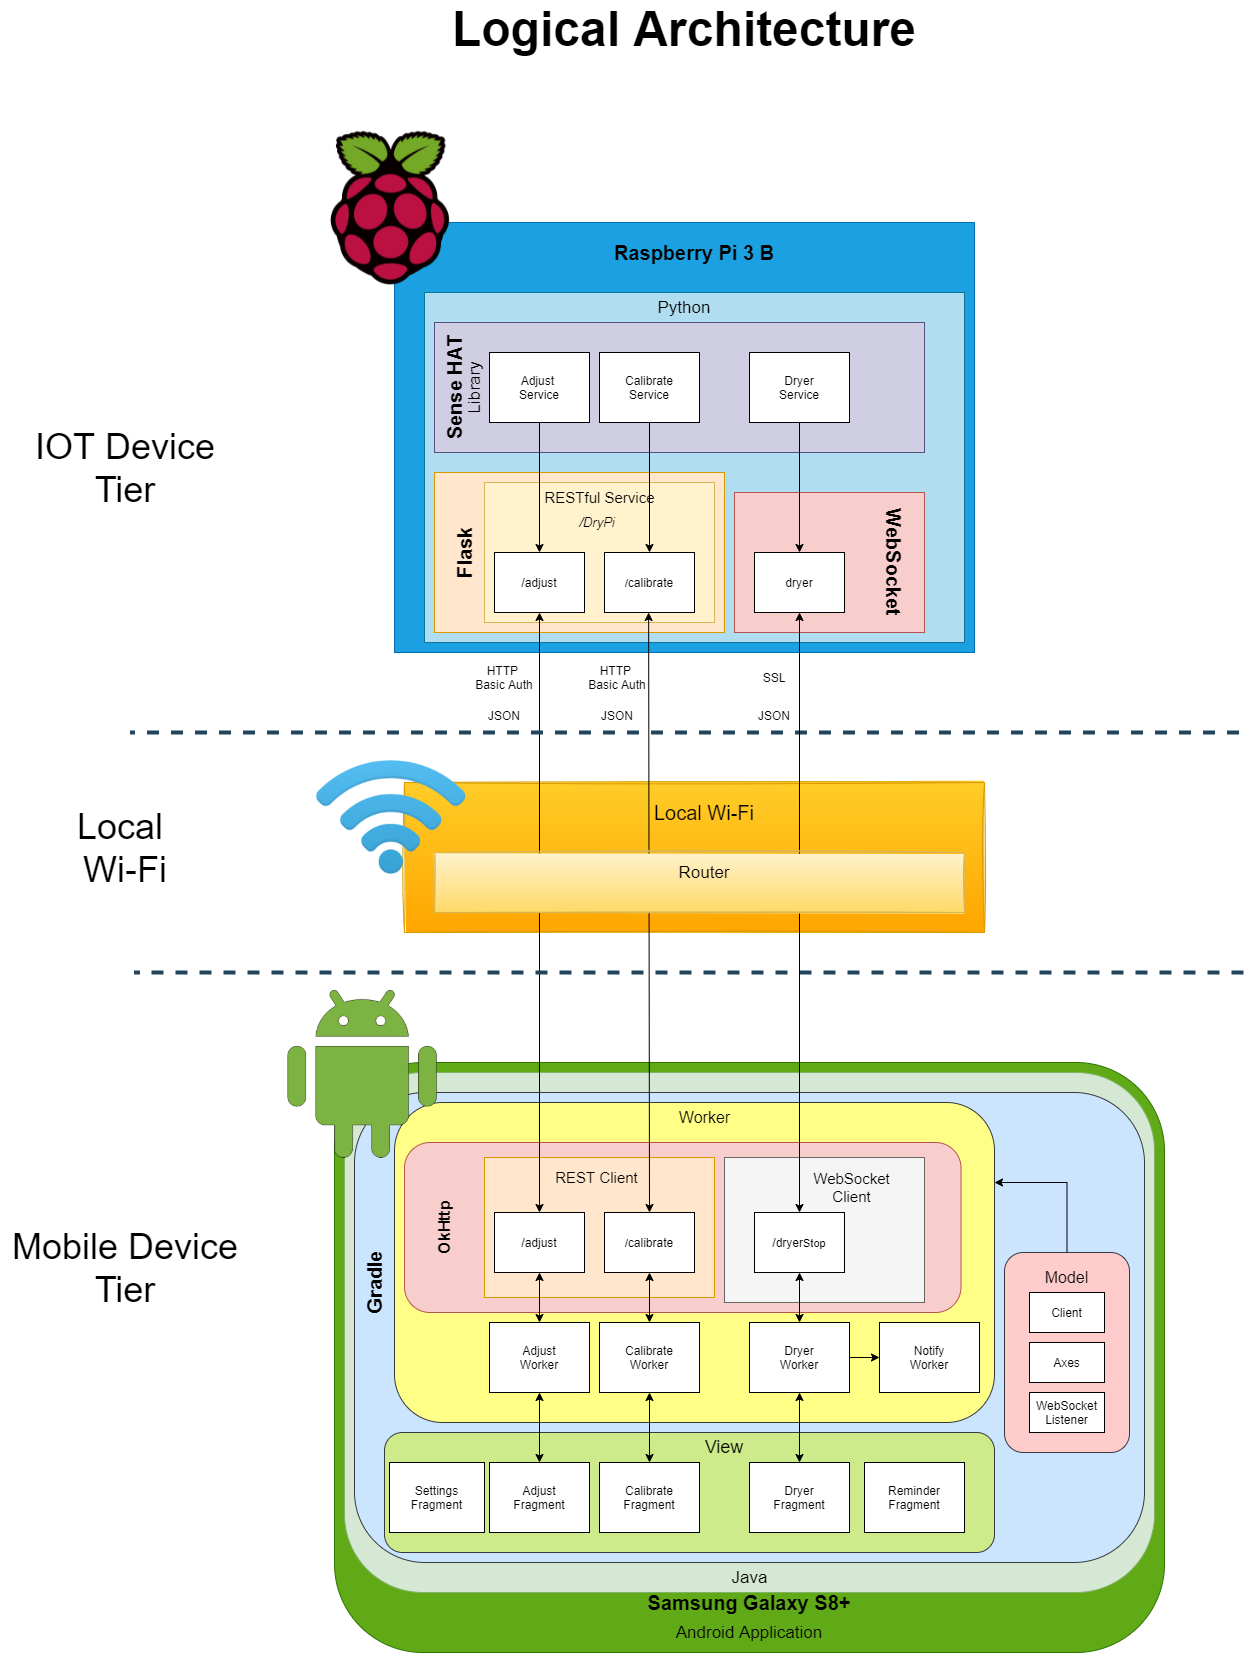 Logical Architecture
Raspberry Pi 3 B
Python
Sense HAT
Library
Adjust
Service
Calibrate
Service
Dryer
Service
IOT Device
Tier
Flask
RESTful Service
/DryPi
/adjust
/calibrate
WebSocket
dryer
HTTP
Basic Auth
JSON
HTTP
Basic Auth
JSON
SSL
JSON
Local
Wi-Fi
Local Wi-Fi
Router
Mobile Device
Tier
Worker
Gradle
OkHttp
REST Client
/adjust
/calibrate
WebSocket
Client
/dryerStop
Adjust
Worker
Calibrate
Worker
Dryer
Worker
Notify
Worker
Model
Client
Axes
WebSocket
Listener
View
Settings
Fragment
Adjust
Fragment
Calibrate
Fragment
Dryer
Fragment
Reminder
Fragment
Java
Samsung Galaxy S8+
Android Application